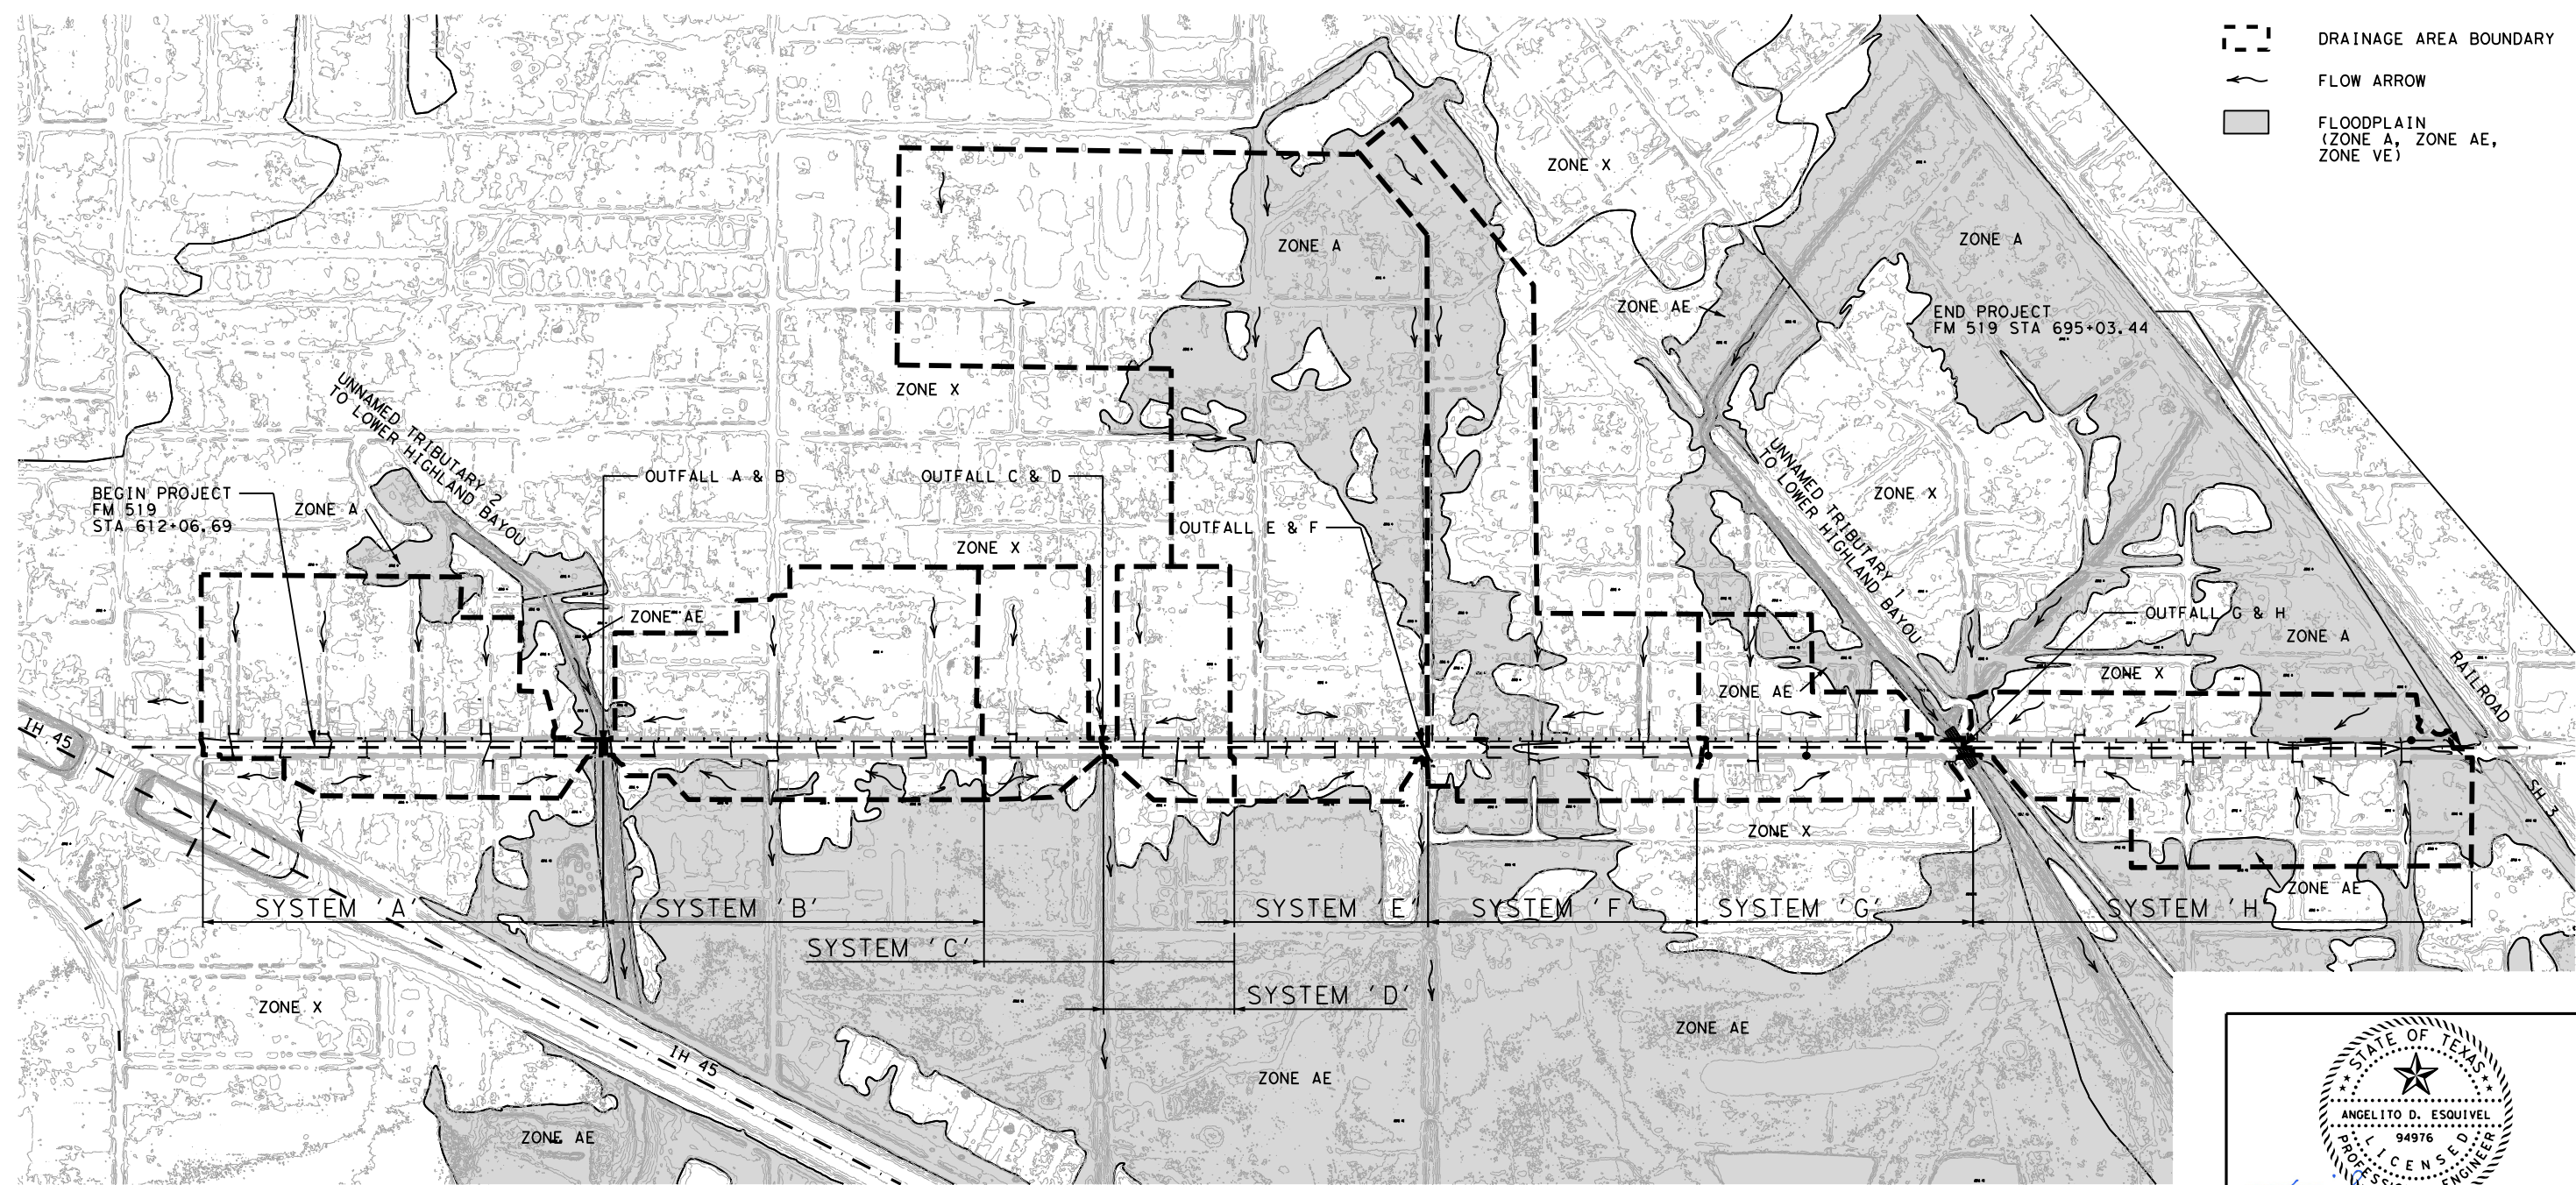 DRAINAGE AREA BOUNDARY
FLOW ARROW
FLOODPLAIN
(ZONE A, ZONE AE,
ZONE VE)
ZONE X
ZONE A
ZONE A
ZONE AE
END PROJECT
FM 519 STA 695+03.44
ZONE X
UNNAMED TRIBUTARY 2
TO LOWER HIGHLAND BAYOU
BEGIN PROJECT
FM 519
STA 612+06.69
ZONE A
OUTFALL A & B
OUTFALL C & D
OUTFALL E & F
ZONE X
UNNAMED TRIBUTARY 1
TO LOWER HIGHLAND BAYOU
ZONE X
ZONE AE
OUTFALL G & H
ZONE A
ZONE X
ZONE AE
RAILROAD
IH 45
SH 3
ZONE X
ZONE AE
SYSTEM 'A'
SYSTEM 'B'
SYSTEM 'E'
SYSTEM 'F'
SYSTEM 'G'
SYSTEM 'H'
SYSTEM 'C'
SYSTEM 'D'
ZONE X
ZONE AE
IH 45
ZONE AE
ZONE AE
STATE OF TEXAS
ANGELITO D. ESQUIVEL
94976
LICENSED
PROFESSIONAL ENGINEER